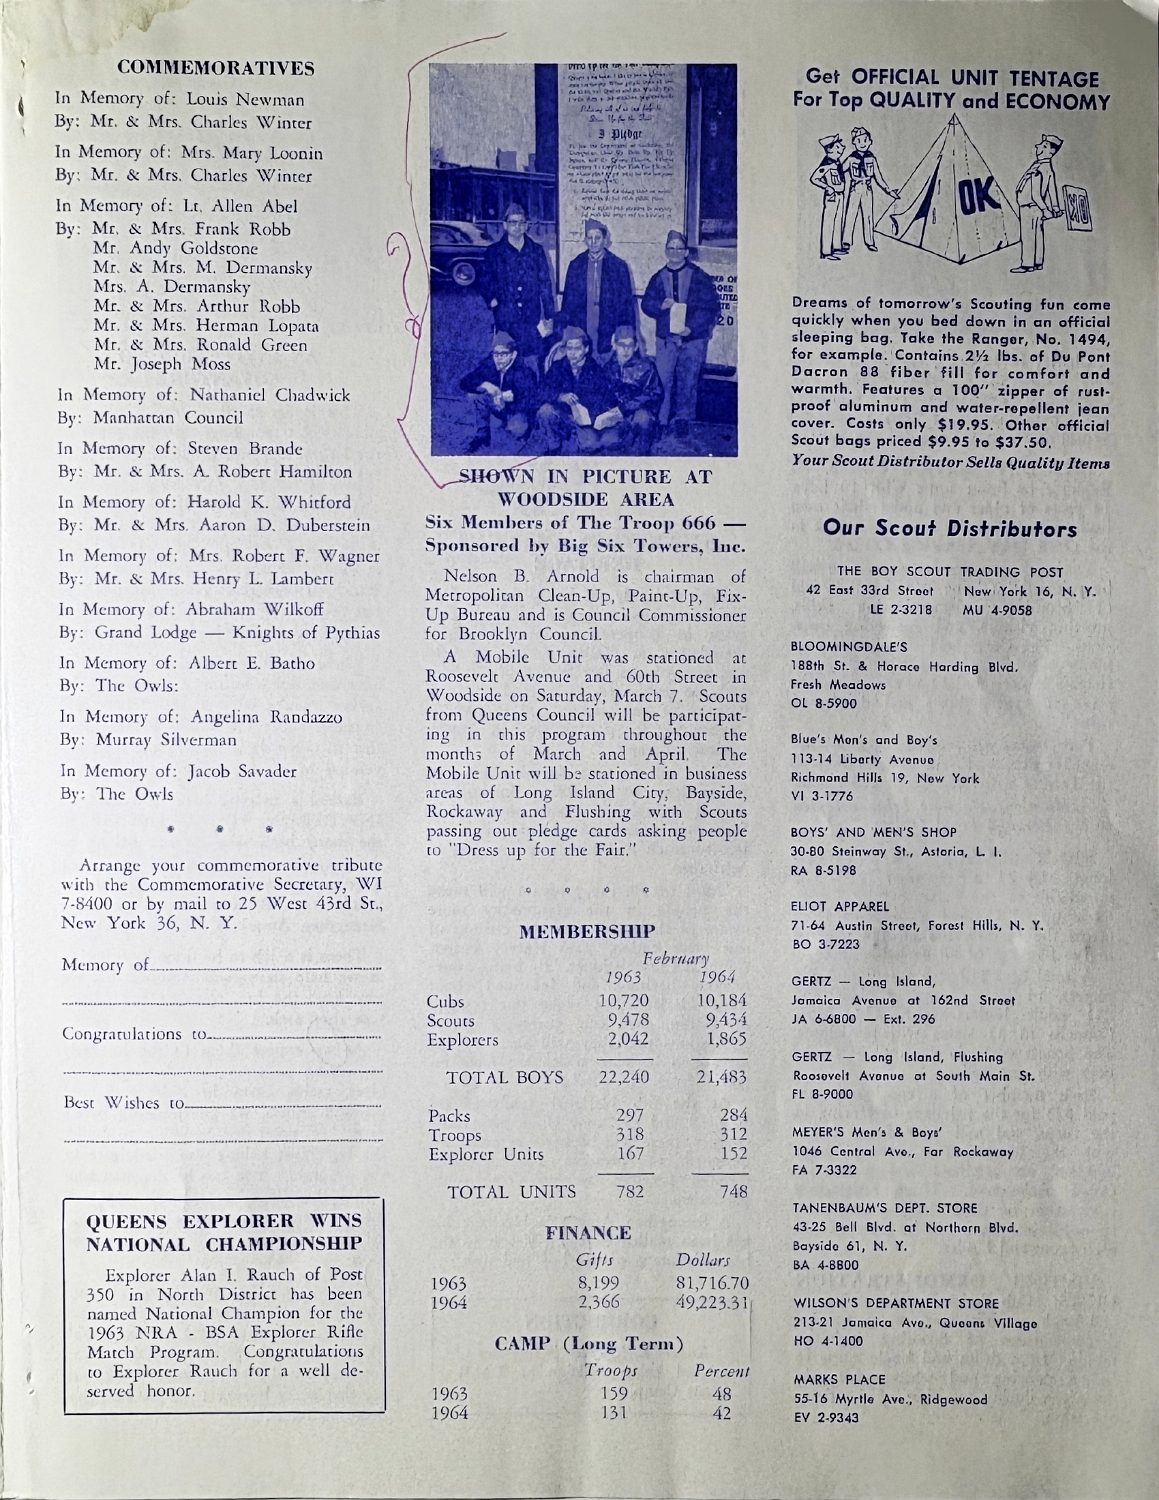 COMMEMORATIVES
In Memory of: Louis Newman
By: Mr. & Mrs. Charles Winter
In Memory of: Mrs. Mary Loonin
By: Mr. & Mrs. Charles Winter
In Memory of: Lt. Allen Abel
By: Mr. & Mrs. Frank Robb
Mr. Andy Goldstone
Mr. & Mrs. M. Dermansky
Mrs. A. Dermansky
Mr. & Mrs. Arthur Robb
Mr. & Mrs. Herman Lopata
Mr. & Mrs. Ronald Green
Mr. Joseph Moss
In Memory of: Nathaniel Chadwick
By: Manhattan Council
In Memory of: Steven Brande
By: Mr. & Mrs. A. Robert Hamilton
In Memory of: Harold K. Whitford
By: Mr. & Mrs. Aaron D. Duberstein
In Memory of: Mrs. Robert F. Wagner
By: Mr. & Mrs. Henry L. Lambert
In Memory of: Abraham Wilkoff
By: Grand Lodge — Knights of Pythias
In Memory of: Albert E. Batho
By: The Owls:
In Memory of: Angelina Randazzo
By: Murray Silverman
In Memory of: Jacob Savader
By: The Owls
* * *
Arrange your commemorative tribute
with the Commemorative Secretary, WI
7-8400 or by mail to 25 West 43rd St.,
New York 36, N. Y.
Memory of
Congratulations to
Best Wishes to
QUEENS EXPLORER WINS
NATIONAL CHAMPIONSHIP
Explorer Alan I. Rauch of Post
350 in North District has been
named National Champion for the
1963 NRA - BSA Explorer Rifle
Match Program. Congratulations
to Explorer Rauch for a well de-
served honor.
I Pledge
20
SHOWN IN PICTURE AT
WOODSIDE AREA
Six Members of The Troop 666 —
Sponsored by Big Six Towers, Inc.
Nelson B. Arnold is chairman of
Metropolitan Clean-Up, Paint-Up, Fix-
Up Bureau and is Council Commissioner
for Brooklyn Council.
A Mobile Unit was stationed at
Roosevelt Avenue and 60th Street in
Woodside on Saturday, March 7. Scouts
from Queens Council will be participat-
ing in this program throughout the
months of March and April. The
Mobile Unit will be stationed in business
areas of Long Island City, Bayside,
Rockaway and Flushing with Scouts
passing out pledge cards asking people
to "Dress up for the Fair."
* * * *
MEMBERSHIP
February
1963 1964
Cubs 10,720 10,184
Scouts 9,478 9,434
Explorers 2,042 1,865
TOTAL BOYS 22,240 21,483
Packs 297 284
Troops 318 312
Explorer Units 167 152
TOTAL UNITS 782 748
FINANCE
Gifts Dollars
1963 8,199 81,716.70
1964 2,366 49,223.31
CAMP (Long Term)
Troops Percent
1963 159 48
1964 131 42
Get OFFICIAL UNIT TENTAGE
For Top QUALITY and ECONOMY
OK
OK
Dreams of tomorrow's Scouting fun come
quickly when you bed down in an official
sleeping bag. Take the Ranger, No. 1494,
for example. Contains 2½ lbs. of Du Pont
Dacron 88 fiber fill for comfort and
warmth. Features a 100" zipper of rust-
proof aluminum and water-repellent jean
cover. Costs only $19.95. Other official
Scout bags priced $9.95 to $37.50.
Your Scout Distributor Sells Quality Items
Our Scout Distributors
THE BOY SCOUT TRADING POST
42 East 33rd Street New York 16, N. Y.
LE 2-3218 MU 4-9058
BLOOMINGDALE'S
188th St. & Horace Harding Blvd.
Fresh Meadows
OL 8-5900
Blue's Men's and Boy's
113-14 Liberty Avenue
Richmond Hills 19, New York
VI 3-1776
BOYS' AND MEN'S SHOP
30-80 Steinway St., Astoria, L. I.
RA 8-5198
ELIOT APPAREL
71-64 Austin Street, Forest Hills, N. Y.
BO 3-7223
GERTZ — Long Island,
Jamaica Avenue at 162nd Street
JA 6-6800 — Ext. 296
GERTZ — Long Island, Flushing
Roosevelt Avenue at South Main St.
FL 8-9000
MEYER'S Men's & Boys'
1046 Central Ave., Far Rockaway
FA 7-3322
TANENBAUM'S DEPT. STORE
43-25 Bell Blvd. at Northern Blvd.
Bayside 61, N. Y.
BA 4-8800
WILSON'S DEPARTMENT STORE
213-21 Jamaica Ave., Queens Village
HO 4-1400
MARKS PLACE
55-16 Myrtle Ave., Ridgewood
EV 2-9343